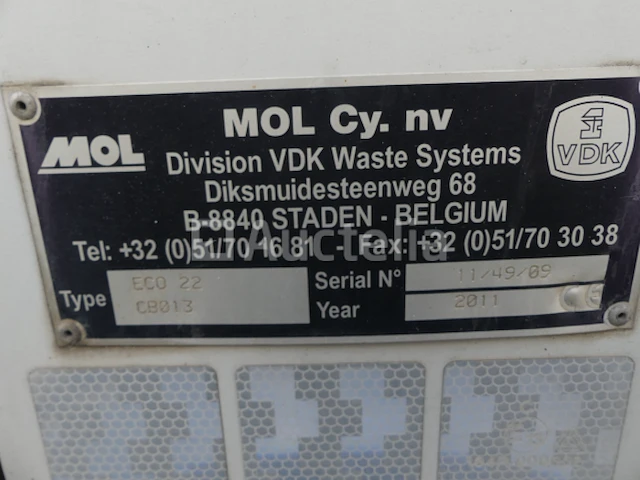 MOL
MOL Cy. nv
VDK
Division VDK Waste Systems
Diksmuidesteenweg 68
B-8840 STADEN - BELGIUM
Tel: +32 (0)51/70 16 81 - Fax: +32 (0)51/70 30 38
Auctelia
Type ECO 22 Serial N° 11/49/09
CB013 Year 2011